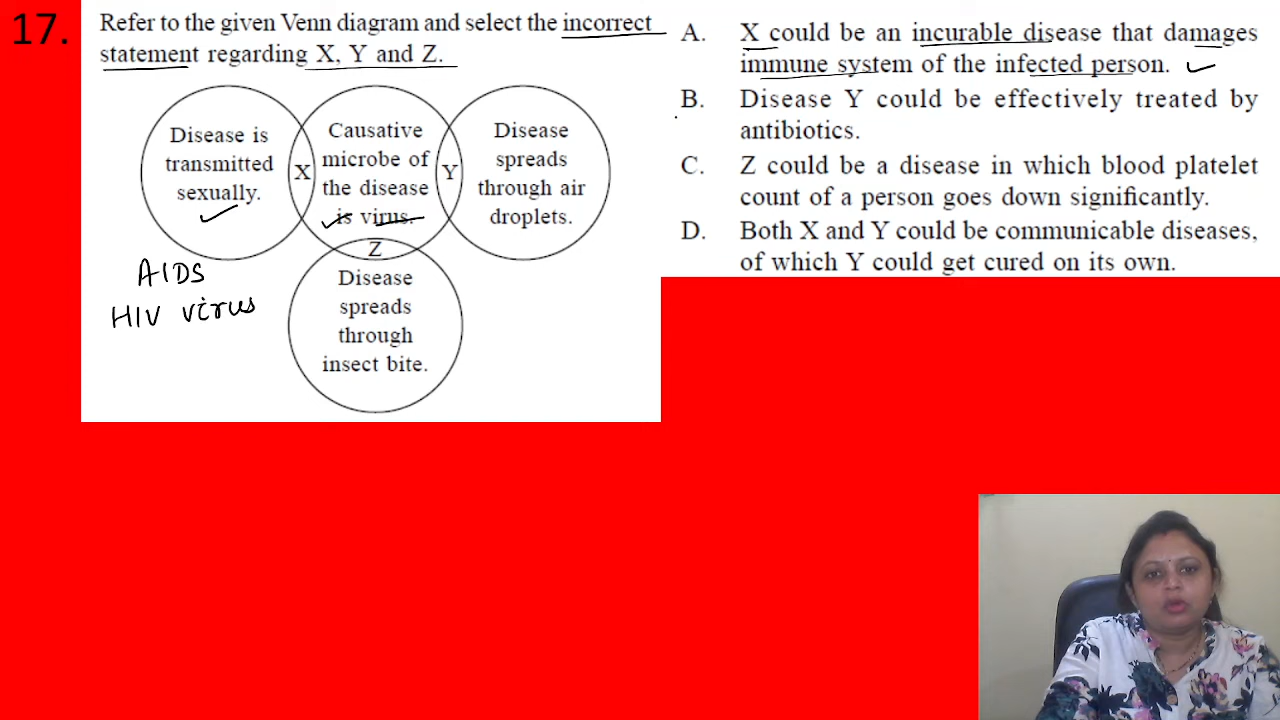 17.
Refer to the given Venn diagram and select the incorrect
statement regarding X, Y and Z.
Disease is
transmitted
sexually.
X
Causative
microbe of
the disease
is virus.
Y
Disease
spreads
through air
droplets.
Z
Disease
spreads
through
insect bite.
AIDS
HIV virus
A. X could be an incurable disease that damages
immune system of the infected person.
B. Disease Y could be effectively treated by
antibiotics.
C. Z could be a disease in which blood platelet
count of a person goes down significantly.
D. Both X and Y could be communicable diseases,
of which Y could get cured on its own.